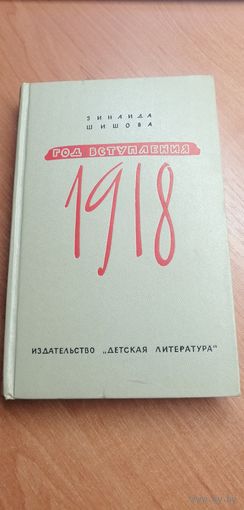 ЗИНАИДА
ШИШОВА
ГОД ВСТУПЛЕНИЯ
1918
ИЗДАТЕЛЬСТВО „ДЕТСКАЯ ЛИТЕРАТУРА"